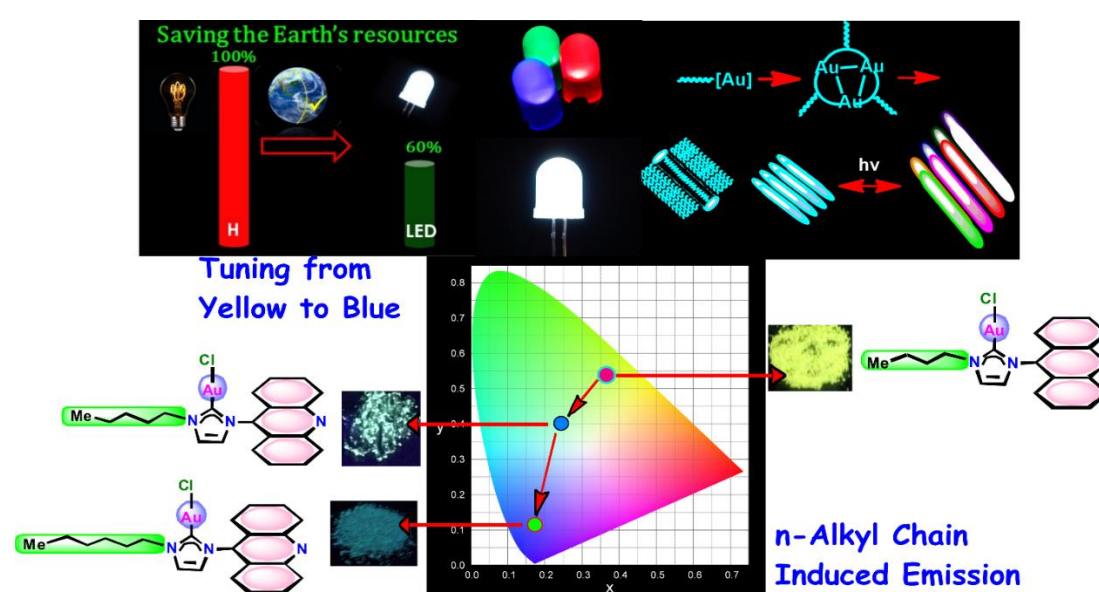 Saving the Earth's resources
100%
60%
H
LED
[Au]
Au
Au
Au
hν
Tuning from
Yellow to Blue
Cl
Au
Me
N
N
N
Cl
Au
Me
N
N
N
Cl
Au
Me
N
N
0.8
0.7
0.6
0.5
y
0.4
0.3
0.2
0.1
0.0
0.0 0.1 0.2 0.3 0.4 0.5 0.6 0.7
x
n-Alkyl Chain
Induced Emission